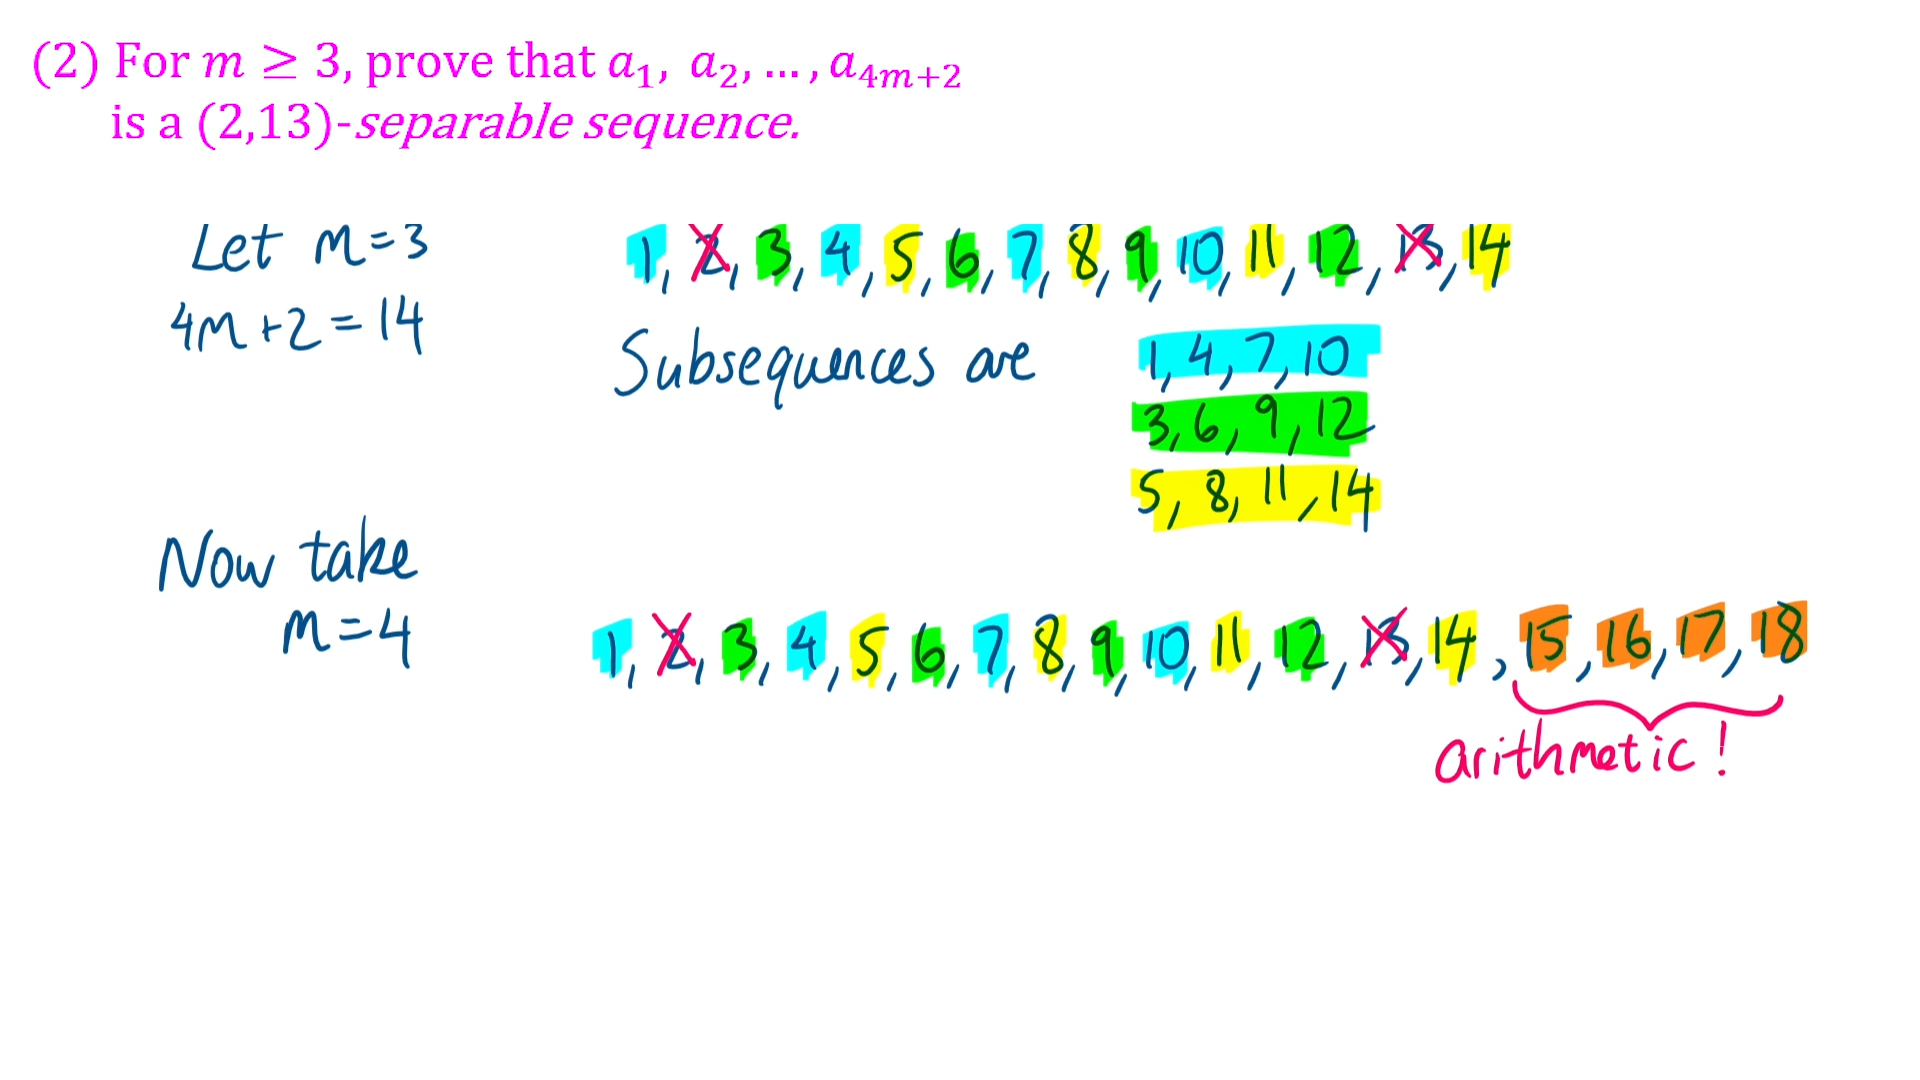 (2) For m ≥ 3, prove that a₁, a₂, … , a₄ₘ₊₂
is a (2,13)-separable sequence.
Let m=3
4m+2=14
1, 2, 3, 4, 5, 6, 7, 8, 9, 10, 11, 12, 13, 14
Subsequences are
1, 4, 7, 10
3, 6, 9, 12
5, 8, 11, 14
Now take
m=4
1, 2, 3, 4, 5, 6, 7, 8, 9, 10, 11, 12, 13, 14, 15, 16, 17, 18
arithmetic!